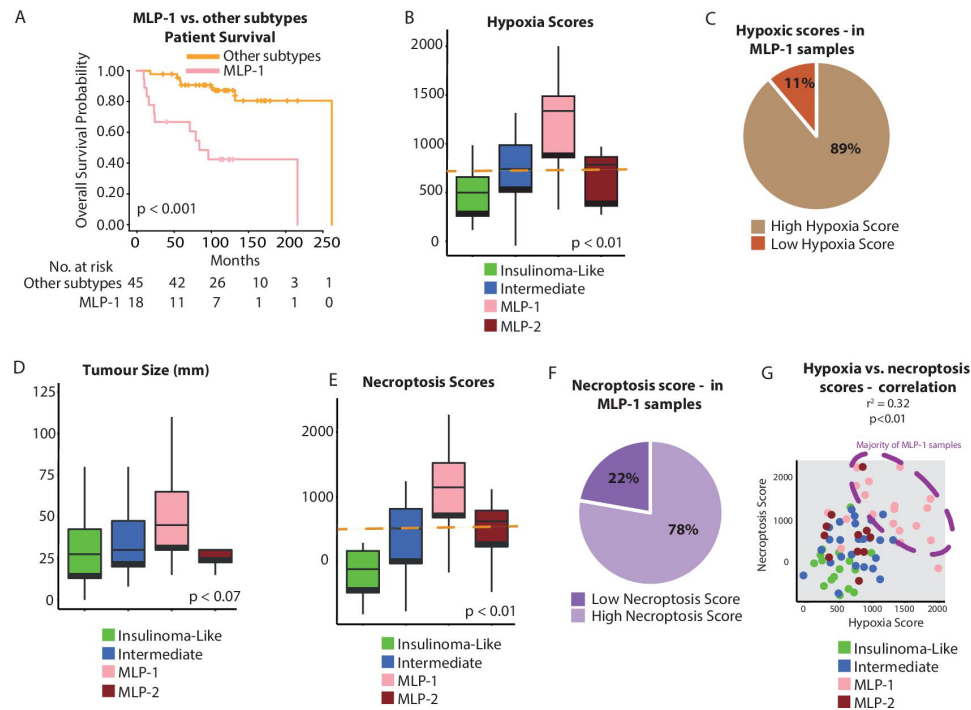 A
MLP-1 vs. other subtypes
Patient Survival
Other subtypes
MLP-1
Overall Survival Probability
1.00
0.80
0.60
0.40
0.20
0.00
p < 0.001
0 50 100 150 200 250
Months
No. at risk
Other subtypes 45 42 26 10 3 1
MLP-1 18 11 7 1 1 0
B
Hypoxia Scores
2000
1500
1000
500
0
p < 0.01
Insulinoma-Like
Intermediate
MLP-1
MLP-2
C
Hypoxic scores - in
MLP-1 samples
11%
89%
High Hypoxia Score
Low Hypoxia Score
D
Tumour Size (mm)
125
100
75
50
25
0
p < 0.07
Insulinoma-Like
Intermediate
MLP-1
MLP-2
E
Necroptosis Scores
2000
1000
0
p < 0.01
Insulinoma-Like
Intermediate
MLP-1
MLP-2
F
Necroptosis score - in
MLP-1 samples
22%
78%
Low Necroptosis Score
High Necroptosis Score
G
Hypoxia vs. necroptosis
scores - correlation
r² = 0.32
p<0.01
Majority of MLP-1 samples
Necroptosis Score
2000
1000
0
0 500 1000 1500 2000
Hypoxia Score
Insulinoma-Like
Intermediate
MLP-1
MLP-2